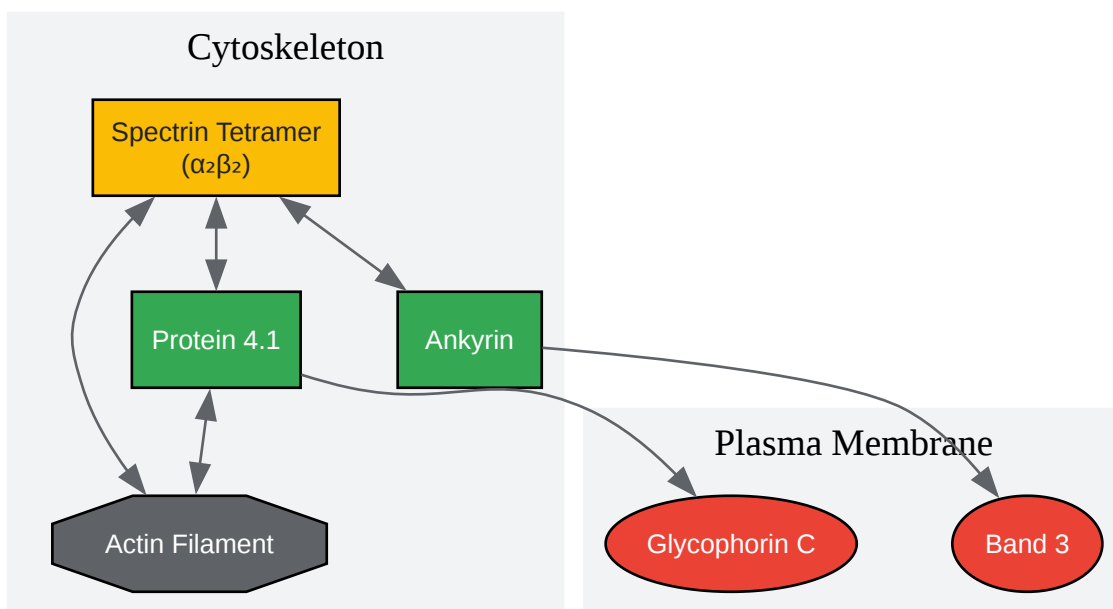 Cytoskeleton
Spectrin Tetramer
(α₂β₂)
Protein 4.1
Ankyrin
Actin Filament
Plasma Membrane
Glycophorin C
Band 3